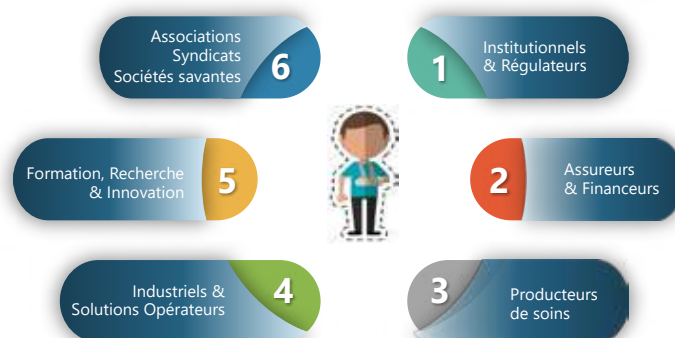 1
Institutionnels
& Régulateurs
2
Assureurs
& Financeurs
3
Producteurs
de soins
4
Industriels &
Solutions Opérateurs
5
Formation, Recherche
& Innovation
6
Associations
Syndicats
Sociétés savantes